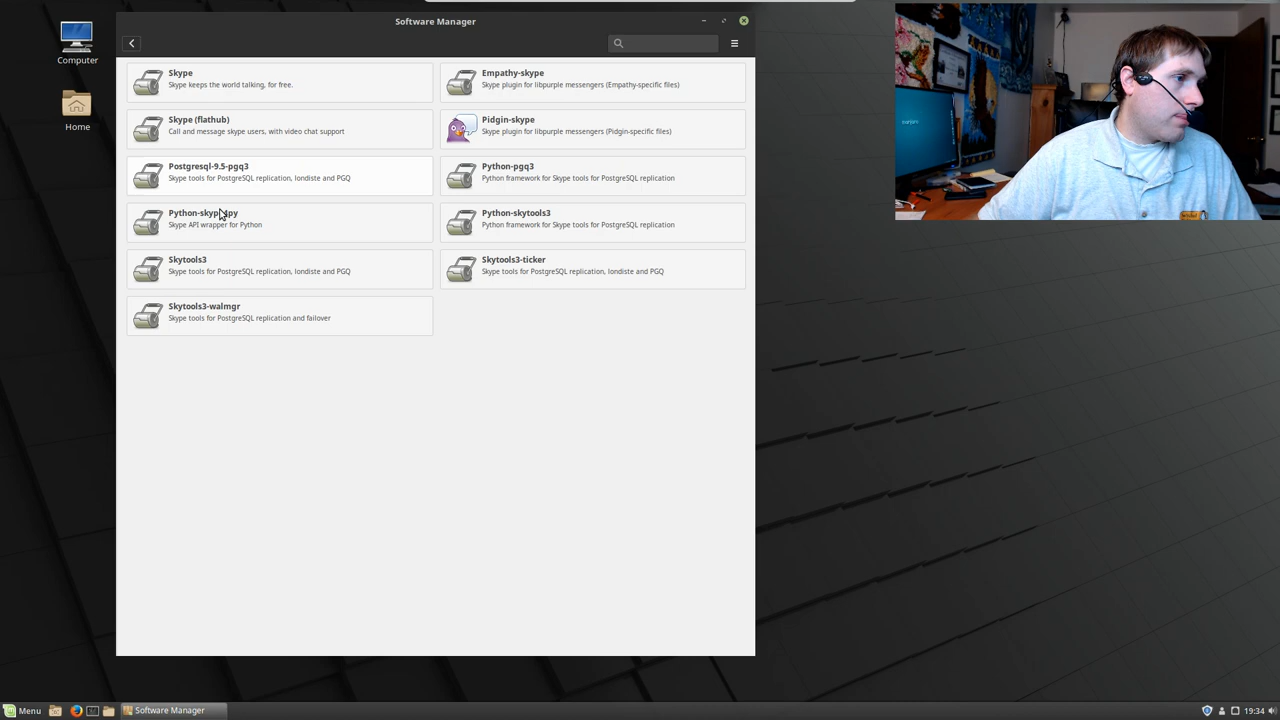 Software Manager
Computer
Home
Skype
Skype keeps the world talking, for free.
Empathy-skype
Skype plugin for libpurple messengers (Empathy-specific files)
Skype (flathub)
Call and message skype users, with video chat support
Pidgin-skype
Skype plugin for libpurple messengers (Pidgin-specific files)
Postgresql-9.5-pgq3
Skype tools for PostgreSQL replication, londiste and PGQ
Python-pgq3
Python framework for Skype tools for PostgreSQL replication
Skype API wrapper for Python
Python-skytools3
Python framework for Skype tools for PostgreSQL replication
Skytools3
Skype tools for PostgreSQL replication, londiste and PGQ
Skytools3-ticker
Skype tools for PostgreSQL replication, londiste and PGQ
Skytools3-walmgr
Skype tools for PostgreSQL replication and failover
Menu
Software Manager
19:34